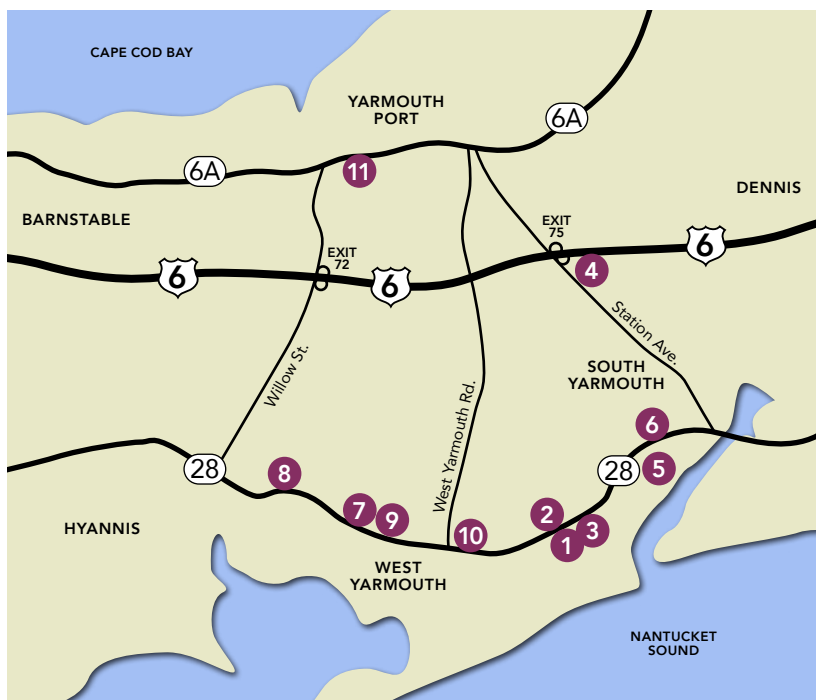 CAPE COD BAY
YARMOUTH
PORT
6A
6A
11
DENNIS
BARNSTABLE
EXIT
75
EXIT
72
6
6
6
4
Station Ave.
Willow St.
SOUTH
YARMOUTH
West Yarmouth Rd.
6
28
28
5
8
7
9
2
10
3
1
HYANNIS
WEST
YARMOUTH
NANTUCKET
SOUND